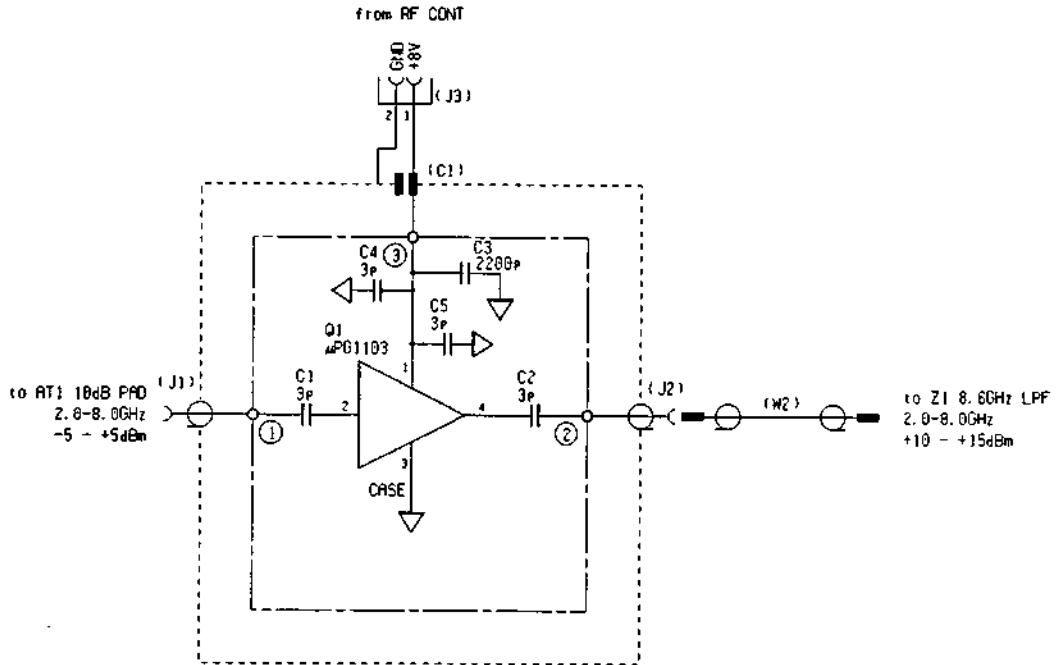 from RF CONT
GND
+8V
(J3)
2 1
(C1)
3
C4
3p
C3
2200p
C5
3p
Q1
μPG1103
1
to AT1 10dB PAD
2.0-8.0GHz
-5 - +5dBm
(J1)
C1
3p
1
2
4
3
CASE
C2
3p
2
(J2)
(W2)
to Z1 8.6GHz LPF
2.0-8.0GHz
+10 - +15dBm